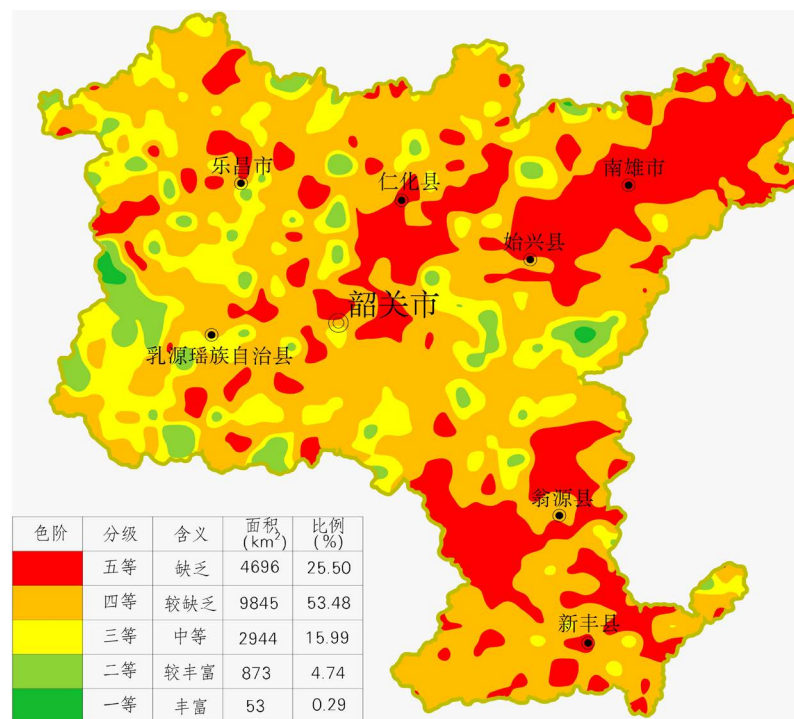 乐昌市
仁化县
南雄市
始兴县
韶关市
乳源瑶族自治县
翁源县
新丰县
色阶 分级 含义 面积(km²) 比例(%)
五等 缺乏 4696 25.50
四等 较缺乏 9845 53.48
三等 中等 2944 15.99
二等 较丰富 873 4.74
一等 丰富 53 0.29